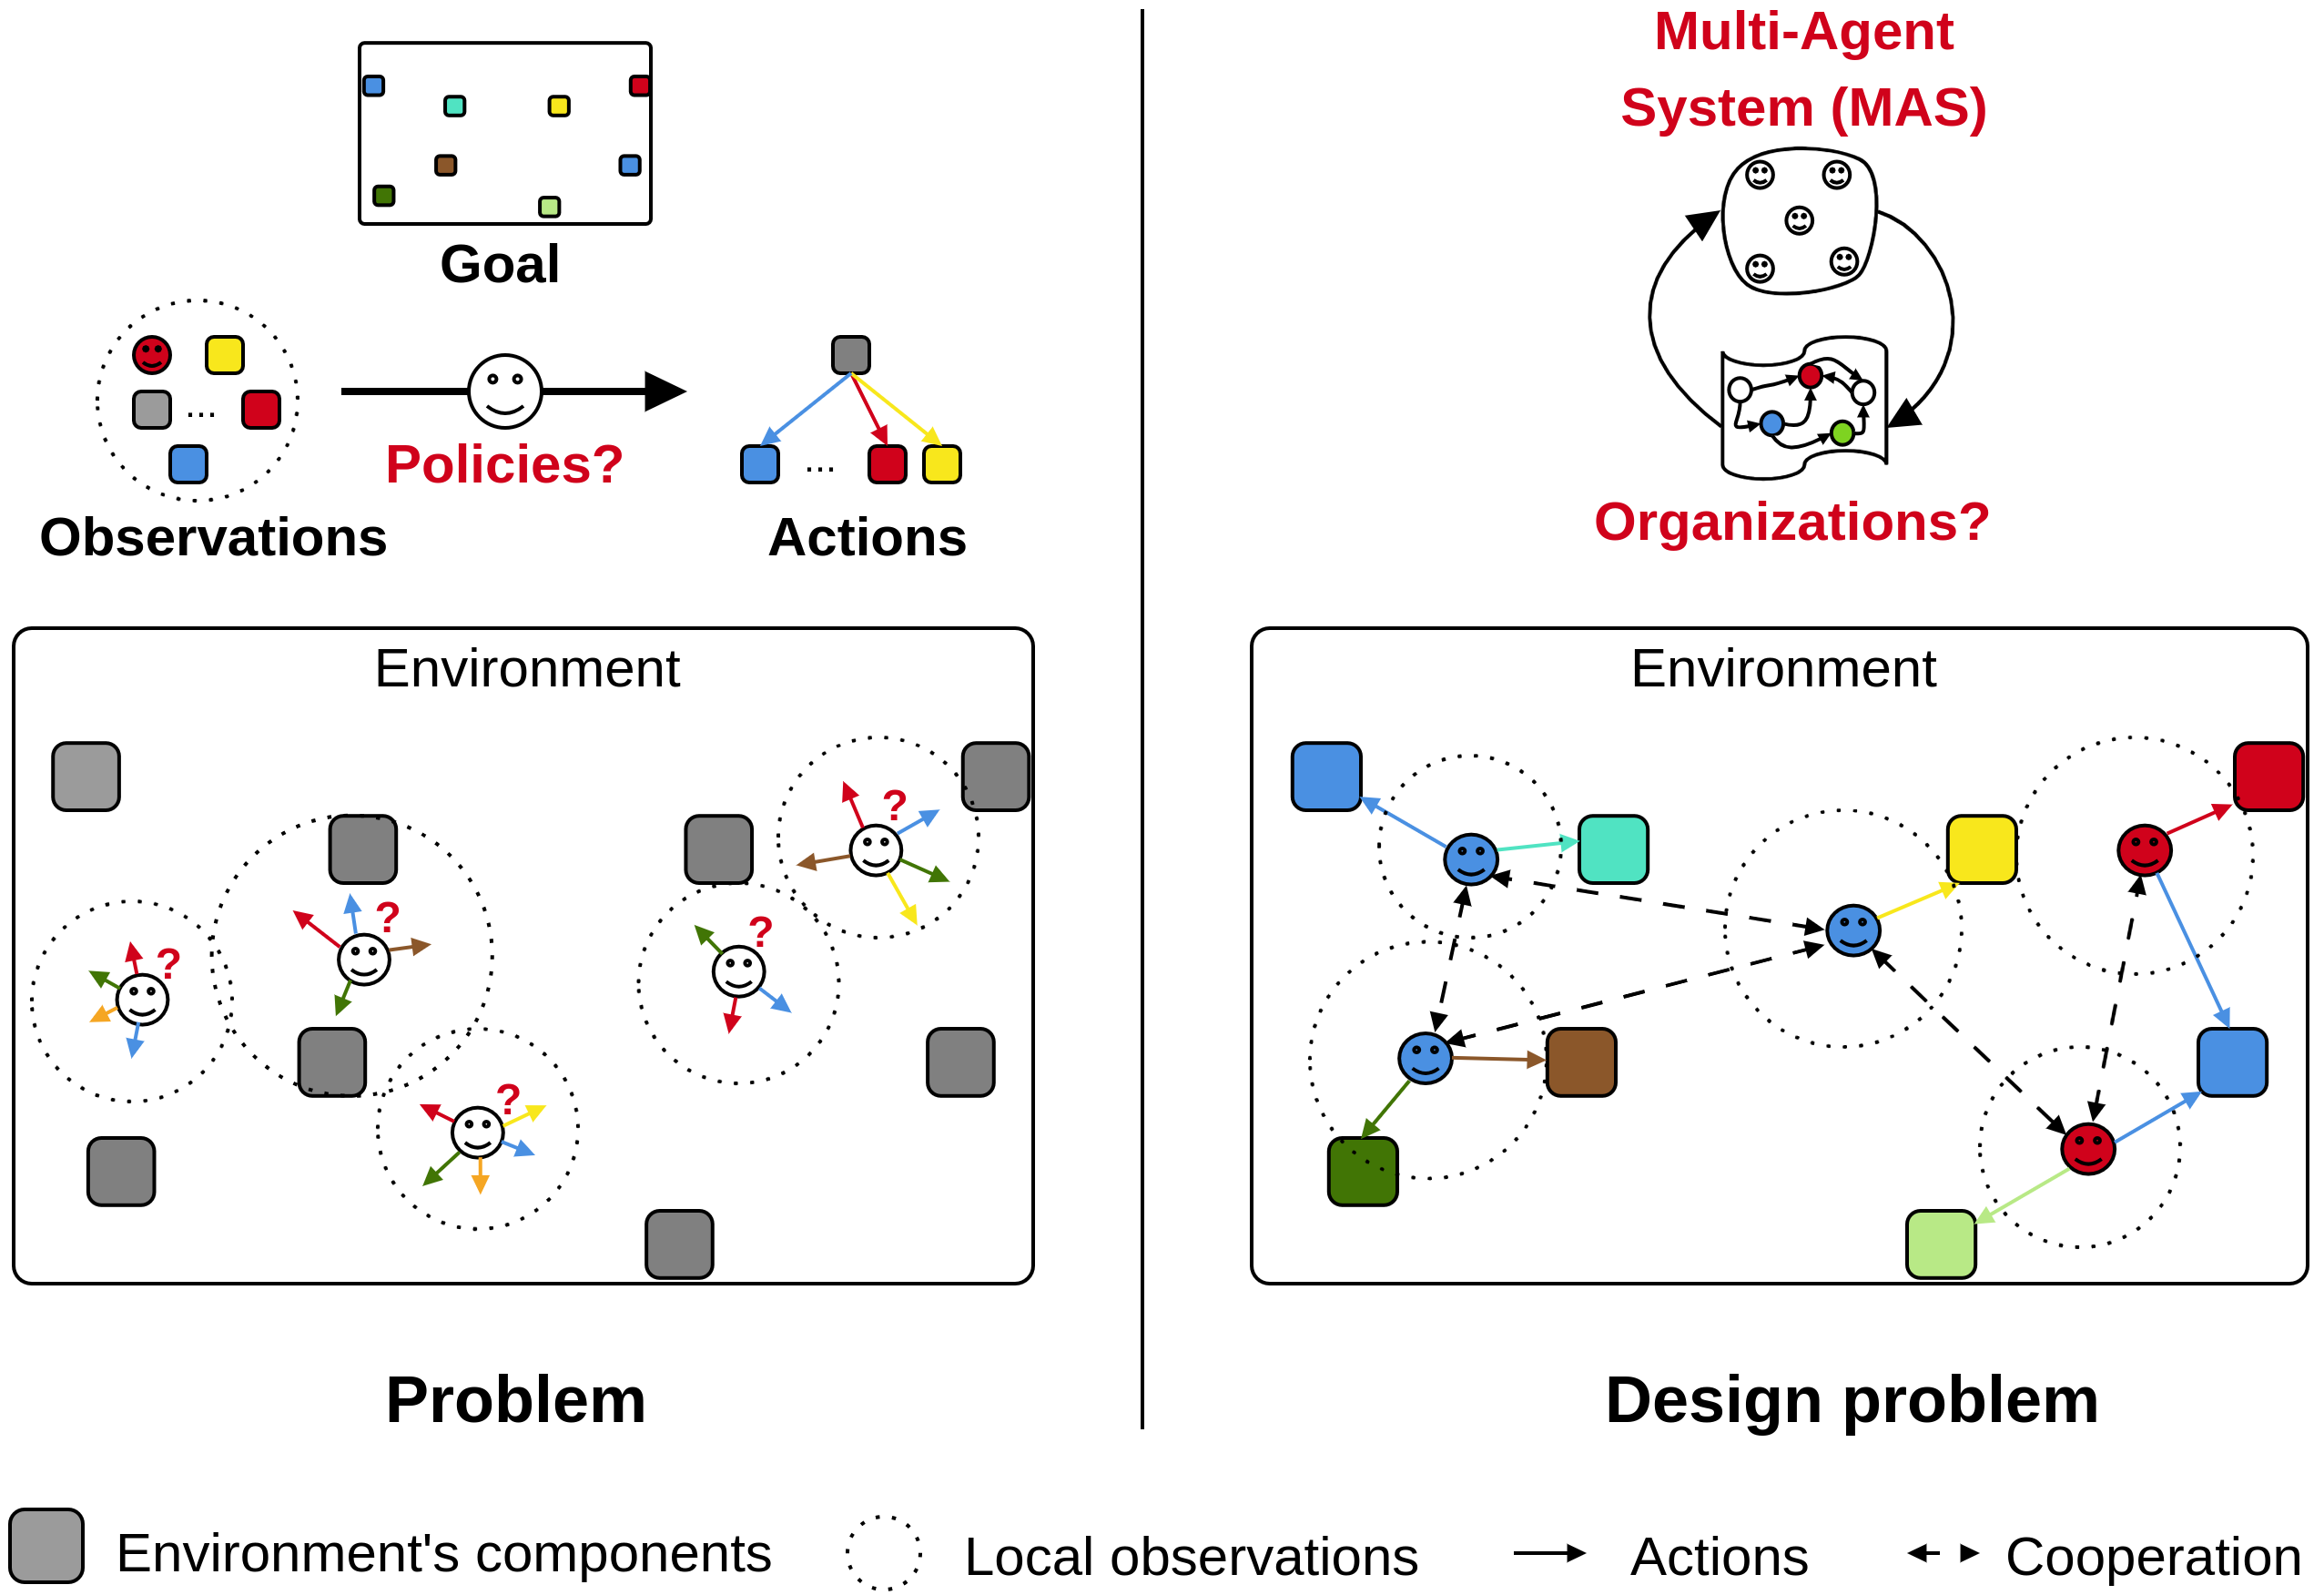 Goal
...
Policies?
...
Observations
Actions
Environment
?
?
?
?
?
Problem
Multi-Agent
System (MAS)
Organizations?
Environment
Design problem
Environment's components
Local observations
Actions
Cooperation